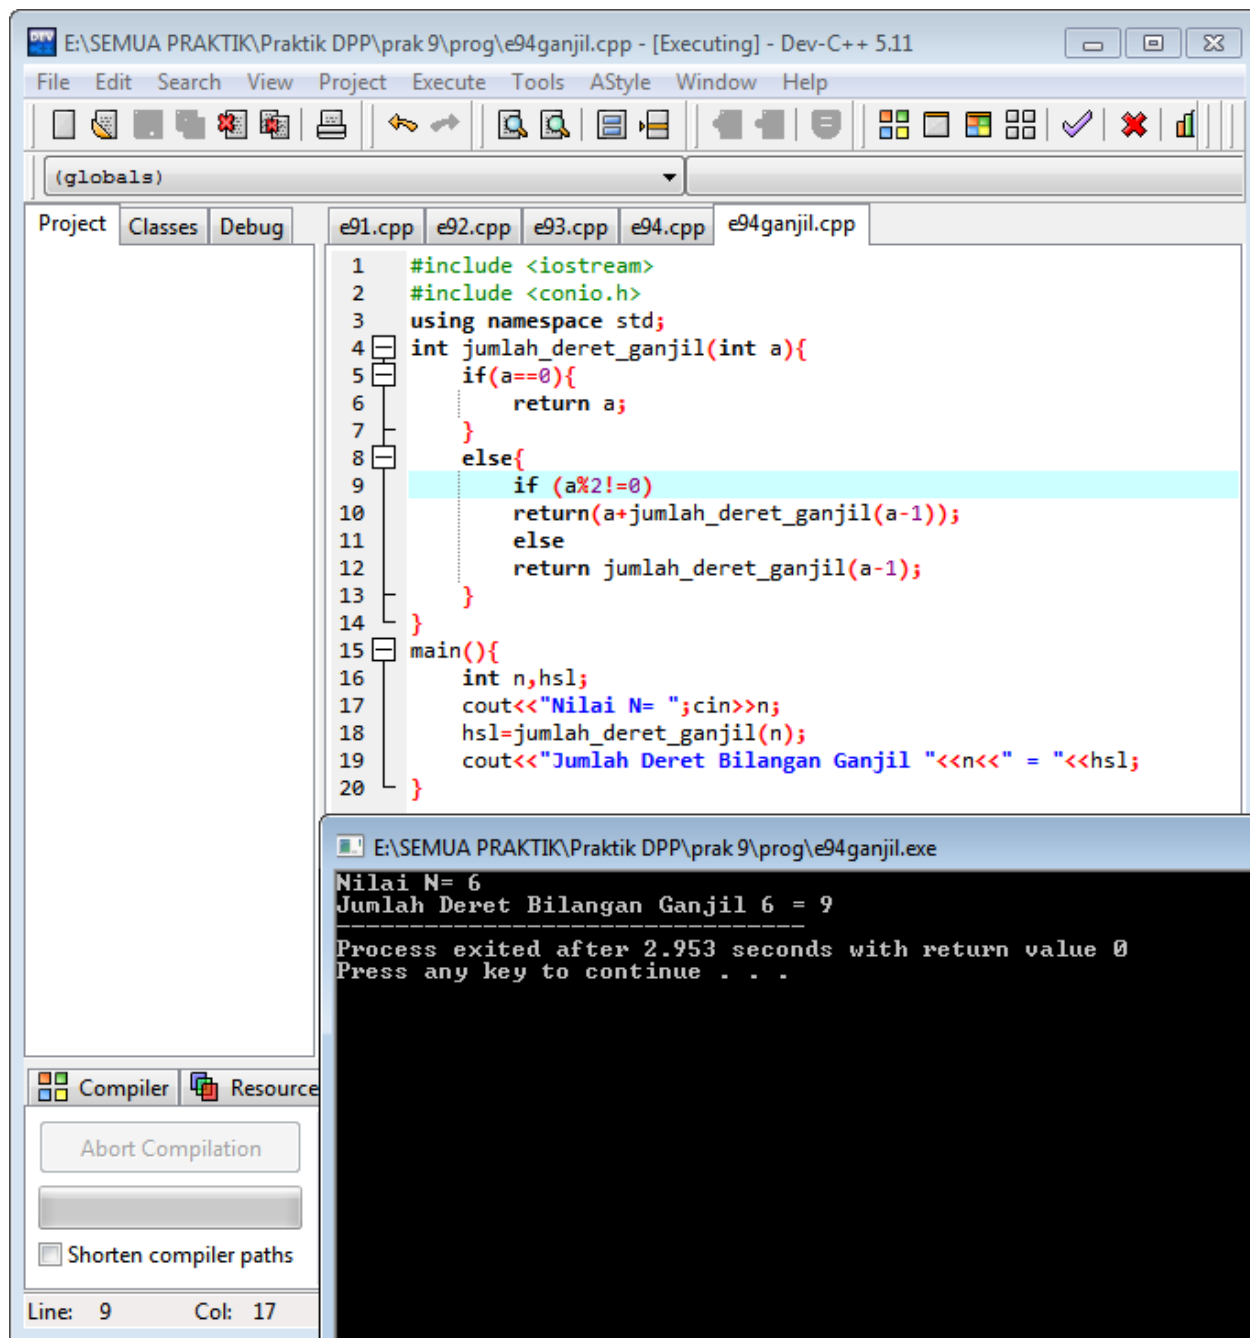 E:\SEMUA PRAKTIK\Praktik DPP\prak 9\prog\e94ganjil.cpp - [Executing] - Dev-C++ 5.11
File Edit Search View Project Execute Tools AStyle Window Help
(globals)
Project Classes Debug
e91.cpp e92.cpp e93.cpp e94.cpp e94ganjil.cpp
1 #include <iostream>
2 #include <conio.h>
3 using namespace std;
4 int jumlah_deret_ganjil(int a){
5 if(a==0){
6 return a;
7 }
8 else{
9 if (a%2!=0)
10 return(a+jumlah_deret_ganjil(a-1));
11 else
12 return jumlah_deret_ganjil(a-1);
13 }
14 }
15 main(){
16 int n,hsl;
17 cout<<"Nilai N= ";cin>>n;
18 hsl=jumlah_deret_ganjil(n);
19 cout<<"Jumlah Deret Bilangan Ganjil "<<n<<" = "<<hsl;
20 }
E:\SEMUA PRAKTIK\Praktik DPP\prak 9\prog\e94ganjil.exe
Nilai N= 6
Jumlah Deret Bilangan Ganjil 6 = 9
--------------------------------
Process exited after 2.953 seconds with return value 0
Press any key to continue . . .
Compiler Resource
Abort Compilation
Shorten compiler paths
Line: 9 Col: 17